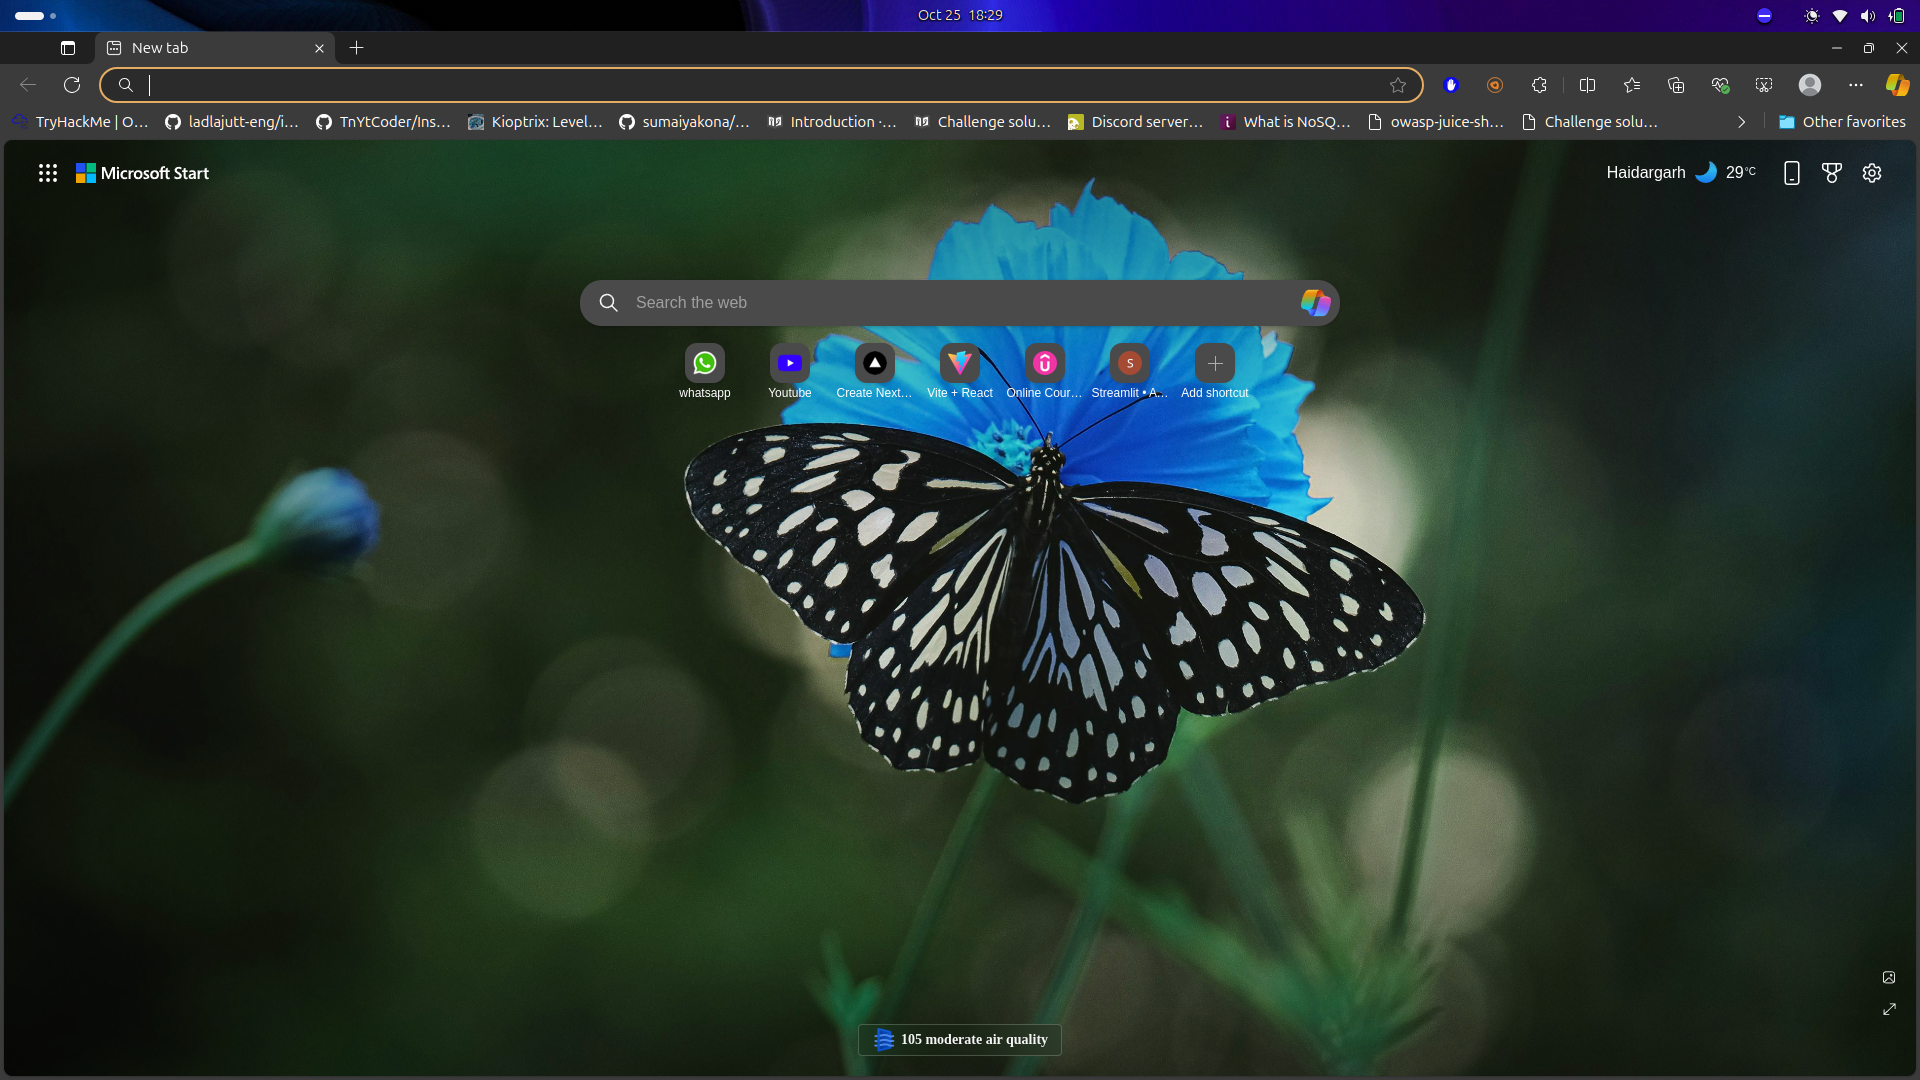 Oct 25 18:29
New tab
TryHackMe | O...
ladlajutt-eng/i...
TnYtCoder/Ins...
Kioptrix: Level...
sumaiyakona/...
Introduction ·...
Challenge solu...
Discord server...
What is NoSQ...
owasp-juice-sh...
Challenge solu...
Other favorites
Microsoft Start
Haidargarh 29°C
Search the web
whatsapp
Youtube
Create Next...
Vite + React
Online Cour...
S
Streamlit • A...
Add shortcut
105 moderate air quality